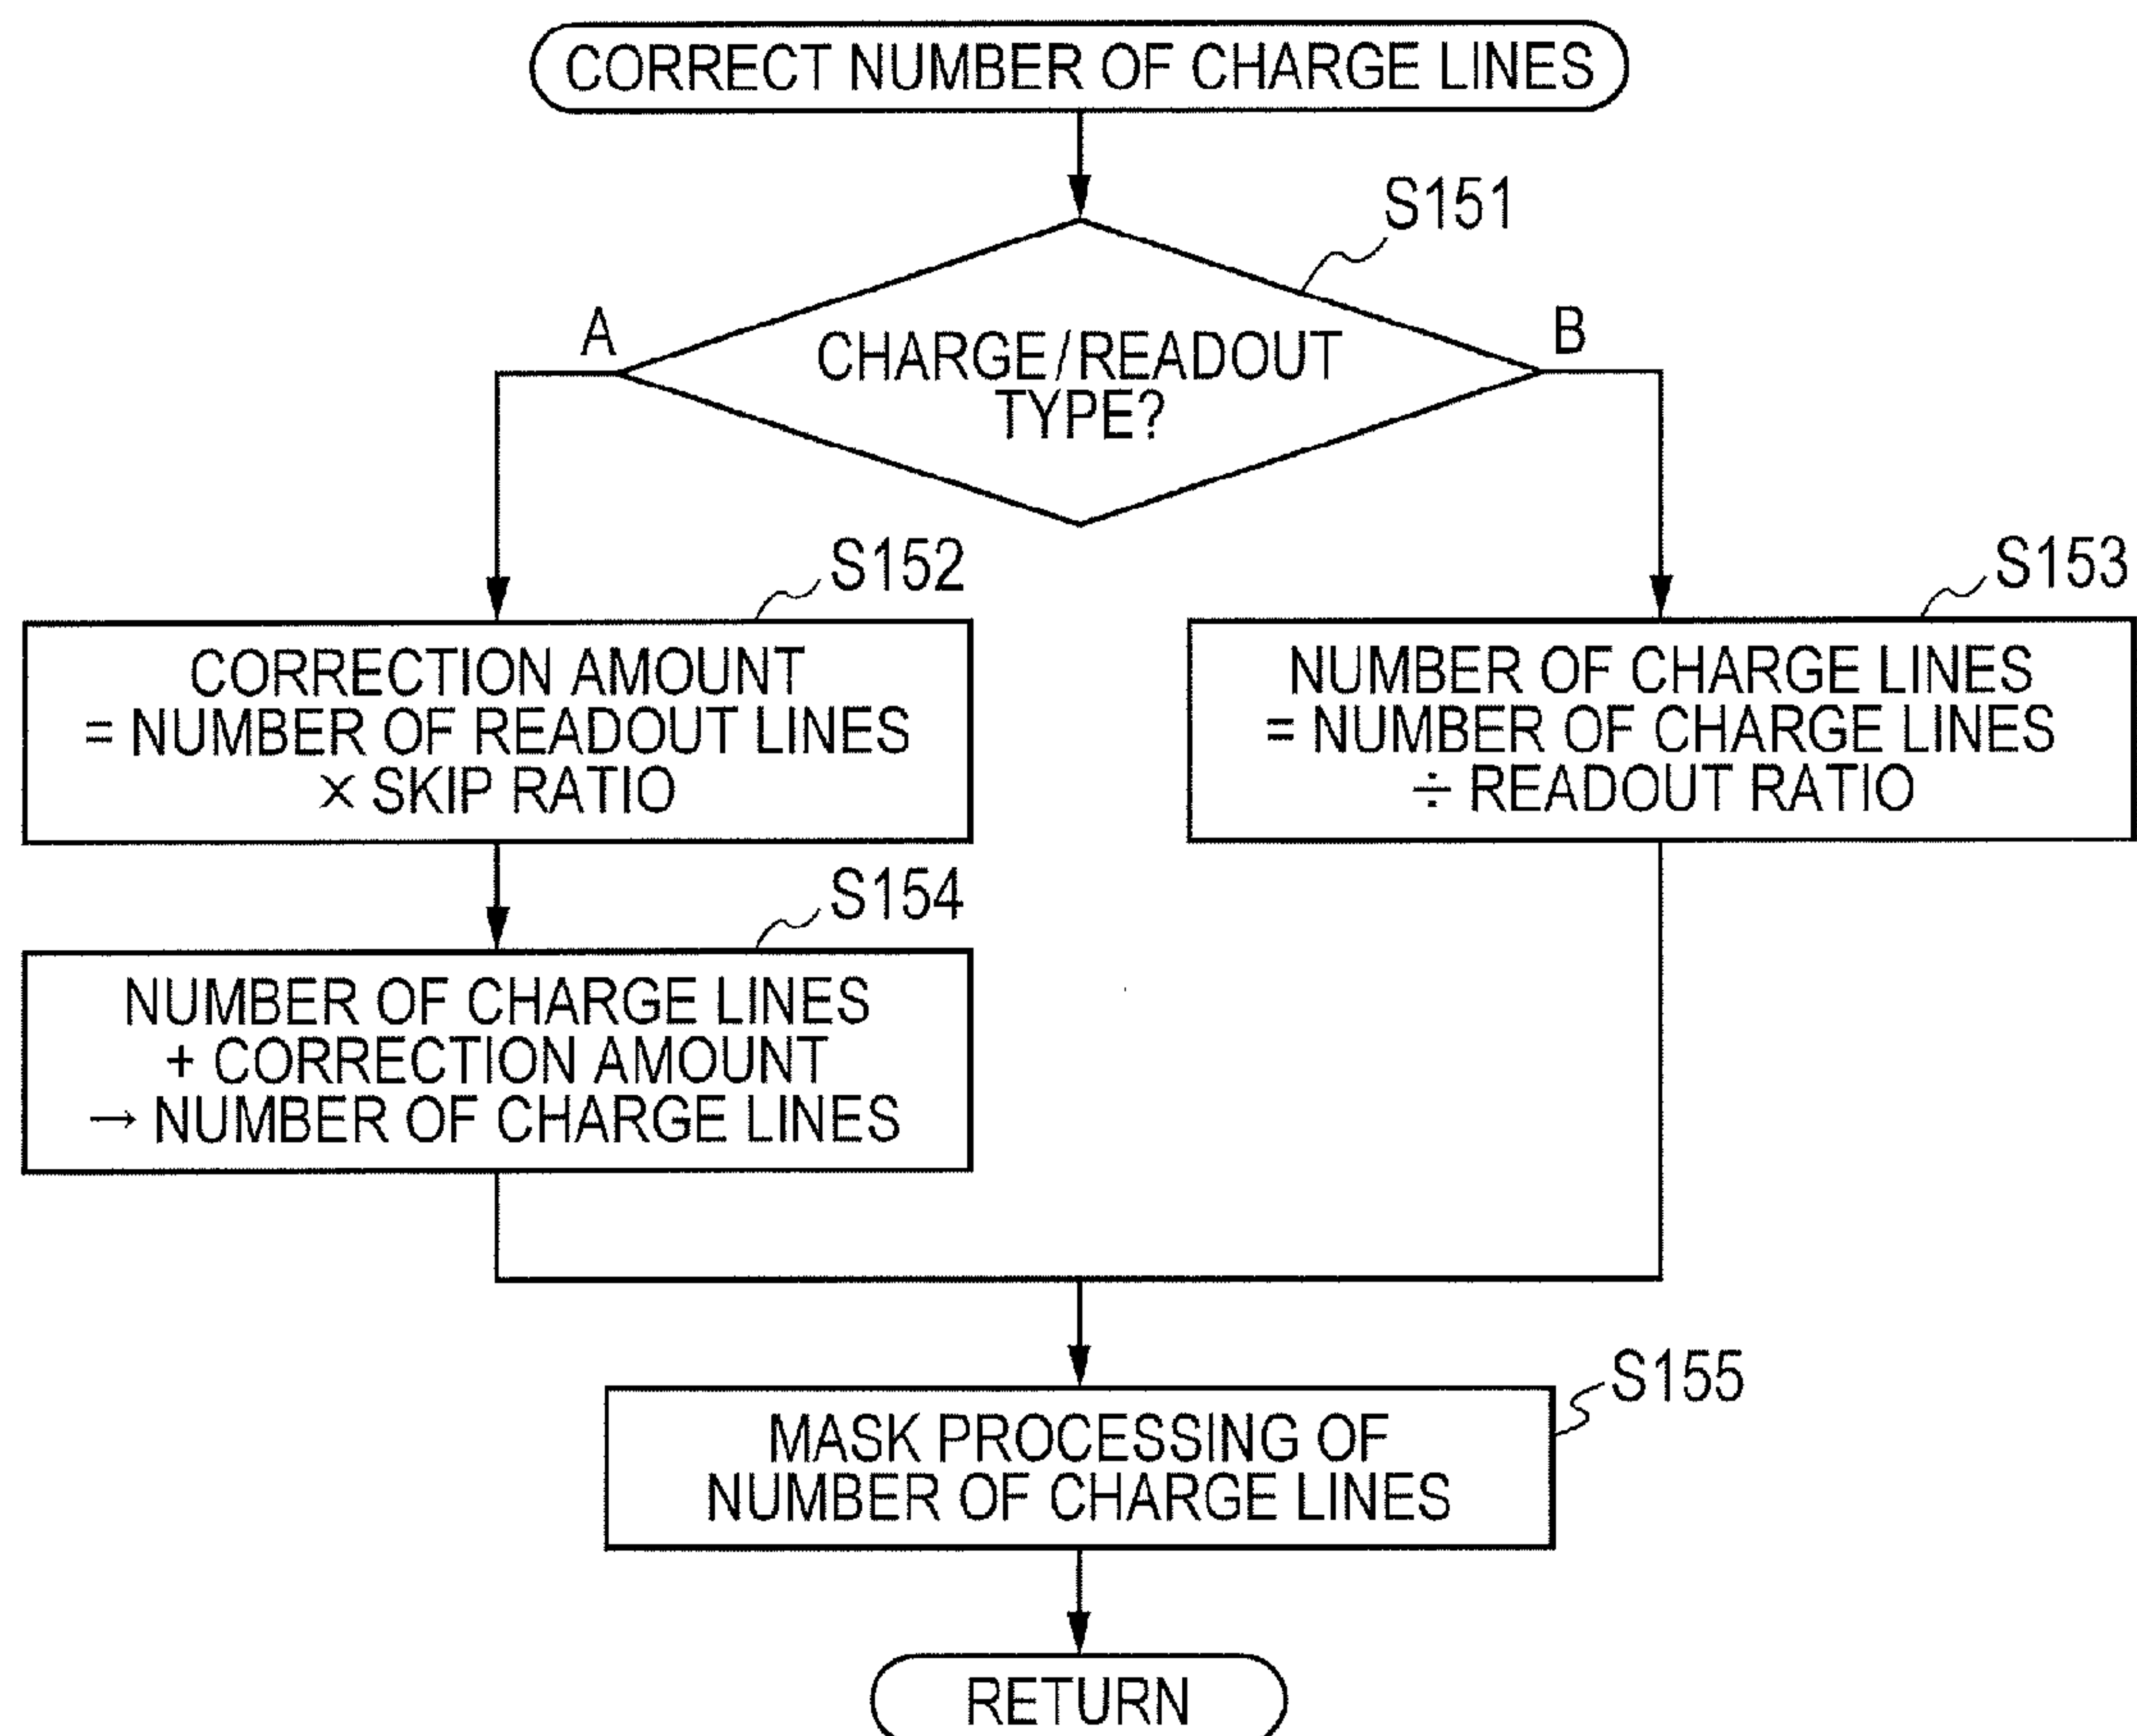 CORRECT NUMBER OF CHARGE LINES
S151
A
B
CHARGE/READOUT
TYPE?
S152
CORRECTION AMOUNT
= NUMBER OF READOUT LINES
× SKIP RATIO
S153
NUMBER OF CHARGE LINES
= NUMBER OF CHARGE LINES
÷ READOUT RATIO
S154
NUMBER OF CHARGE LINES
+ CORRECTION AMOUNT
→ NUMBER OF CHARGE LINES
S155
MASK PROCESSING OF
NUMBER OF CHARGE LINES
RETURN